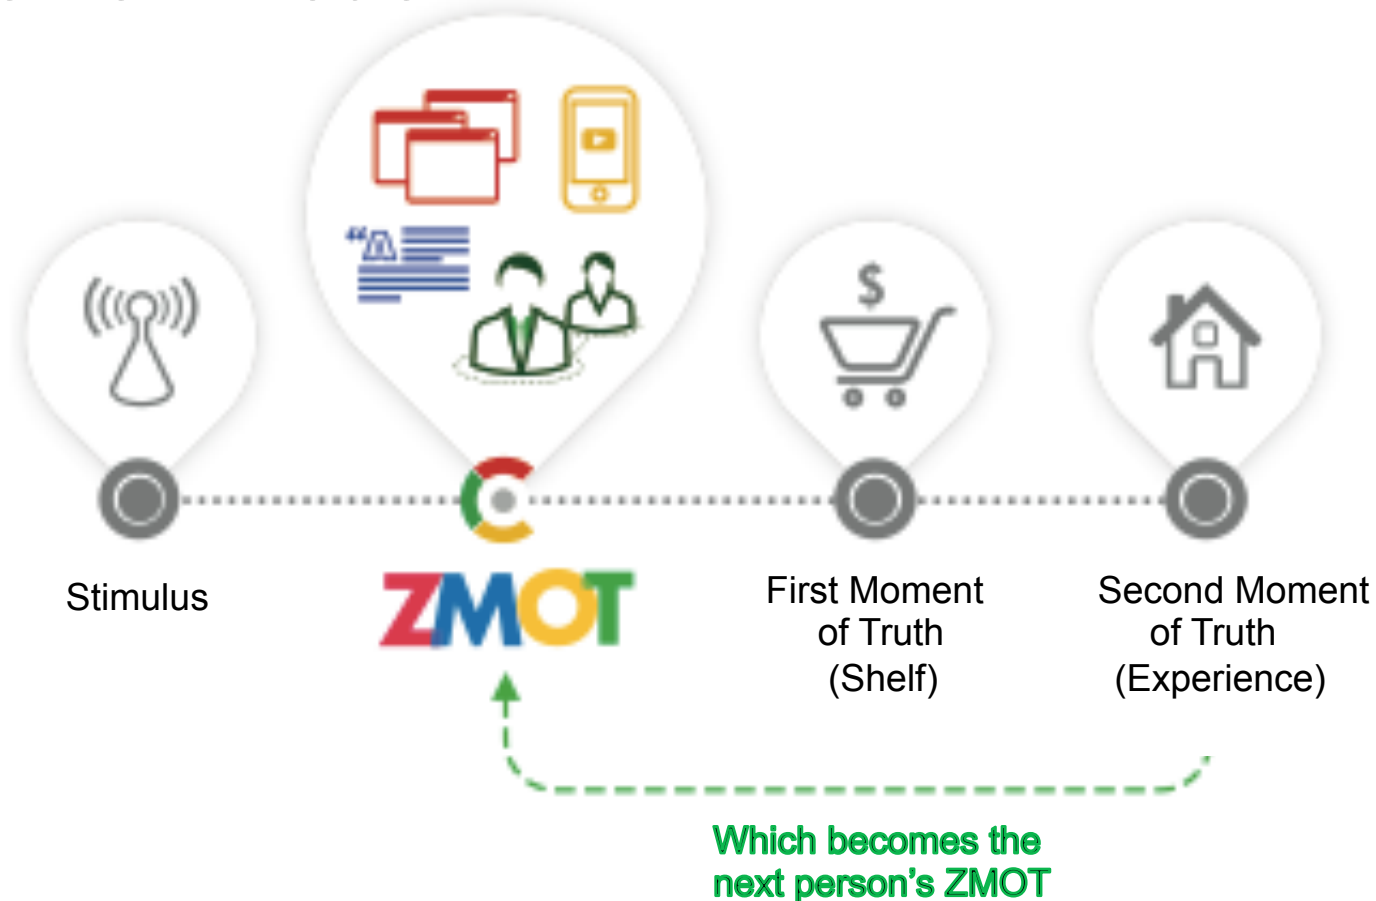 Stimulus
ZMOT
First Moment
of Truth
(Shelf)
Second Moment
of Truth
(Experience)
$
Which becomes the
next person's ZMOT